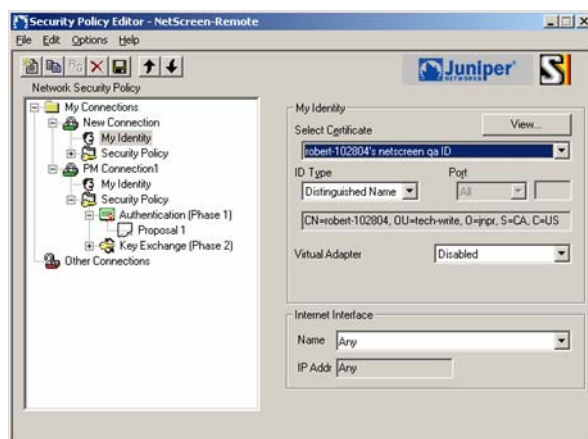 Security Policy Editor - NetScreen-Remote
File Edit Options Help
Juniper
NETWORKS
Network Security Policy
My Connections
New Connection
My Identity
Security Policy
PM Connection1
My Identity
Security Policy
Authentication (Phase 1)
Proposal 1
Key Exchange (Phase 2)
Other Connections
My Identity
Select Certificate
View...
robert-102804's netscreen qa ID
ID Type
Port
Distinguished Name
All
CN=robert-102804, OU=tech-write, O=jnpr, S=CA, C=US
Virtual Adapter
Disabled
Internet Interface
Name
Any
IP Addr
Any